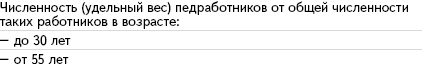 Численность (удельный вес) педработников от общей численности
таких работников в возрасте:
— до 30 лет
— от 55 лет